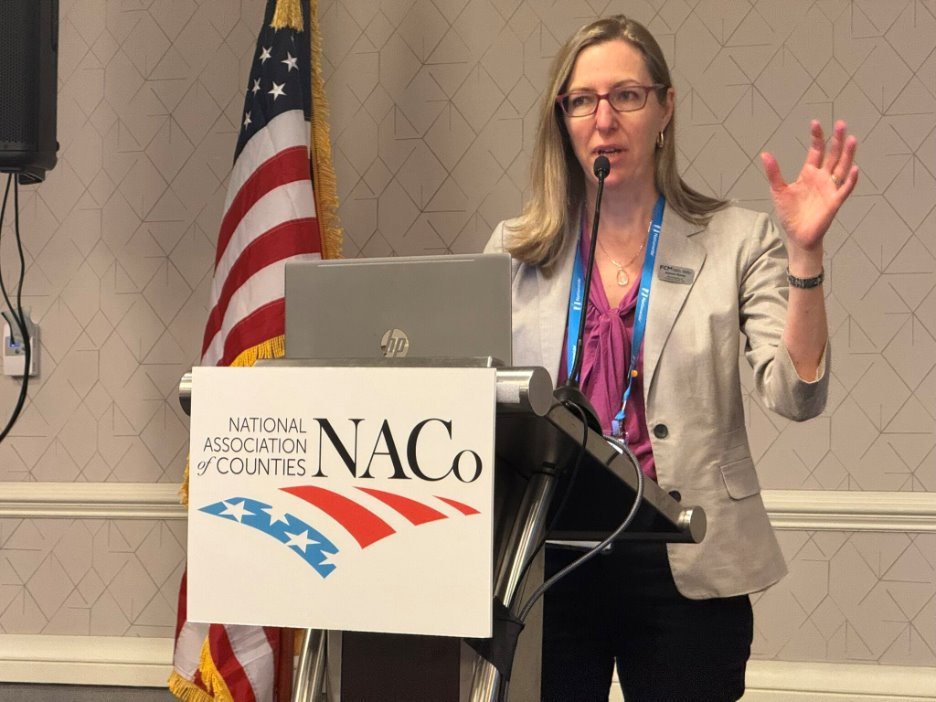 hp
NATIONAL
ASSOCIATION
of COUNTIES
NACo